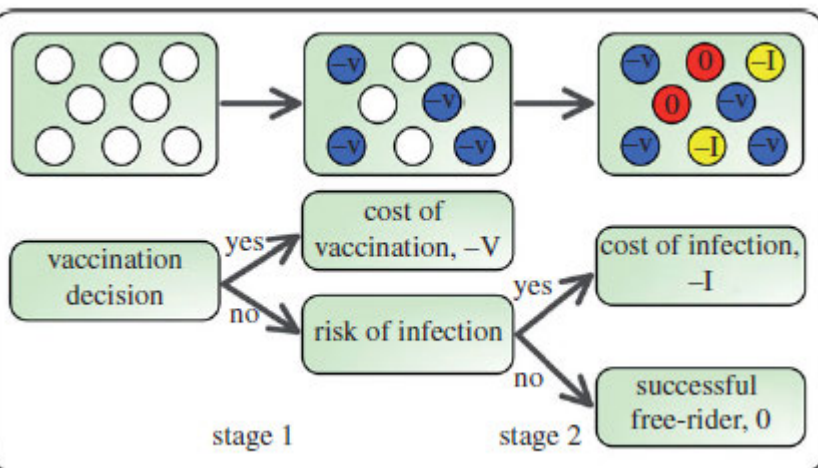 –v
–v
–v
–v
–v 0 –I
0 –v
–v –I –v
vaccination
decision
yes
no
cost of
vaccination, –V
risk of infection
yes
no
cost of infection,
–I
successful
free-rider, 0
stage 1
stage 2